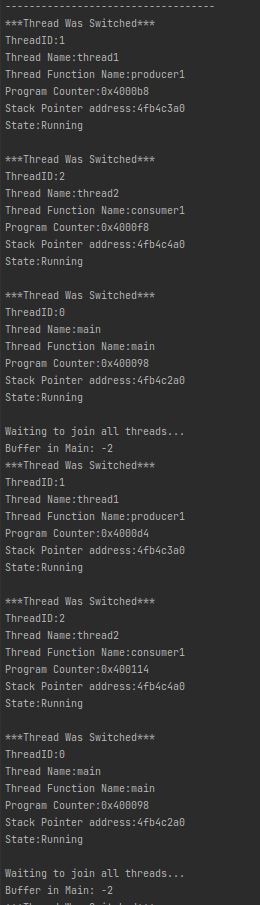 -----------------------------------
***Thread Was Switched***
ThreadID:1
Thread Name:thread1
Thread Function Name:producer1
Program Counter:0x4000b8
Stack Pointer address:4fb4c3a0
State:Running

***Thread Was Switched***
ThreadID:2
Thread Name:thread2
Thread Function Name:consumer1
Program Counter:0x4000f8
Stack Pointer address:4fb4c4a0
State:Running

***Thread Was Switched***
ThreadID:0
Thread Name:main
Thread Function Name:main
Program Counter:0x400098
Stack Pointer address:4fb4c2a0
State:Running

Waiting to join all threads...
Buffer in Main: -2
***Thread Was Switched***
ThreadID:1
Thread Name:thread1
Thread Function Name:producer1
Program Counter:0x4000d4
Stack Pointer address:4fb4c3a0
State:Running

***Thread Was Switched***
ThreadID:2
Thread Name:thread2
Thread Function Name:consumer1
Program Counter:0x400114
Stack Pointer address:4fb4c4a0
State:Running

***Thread Was Switched***
ThreadID:0
Thread Name:main
Thread Function Name:main
Program Counter:0x400098
Stack Pointer address:4fb4c2a0
State:Running

Waiting to join all threads...
Buffer in Main: -2